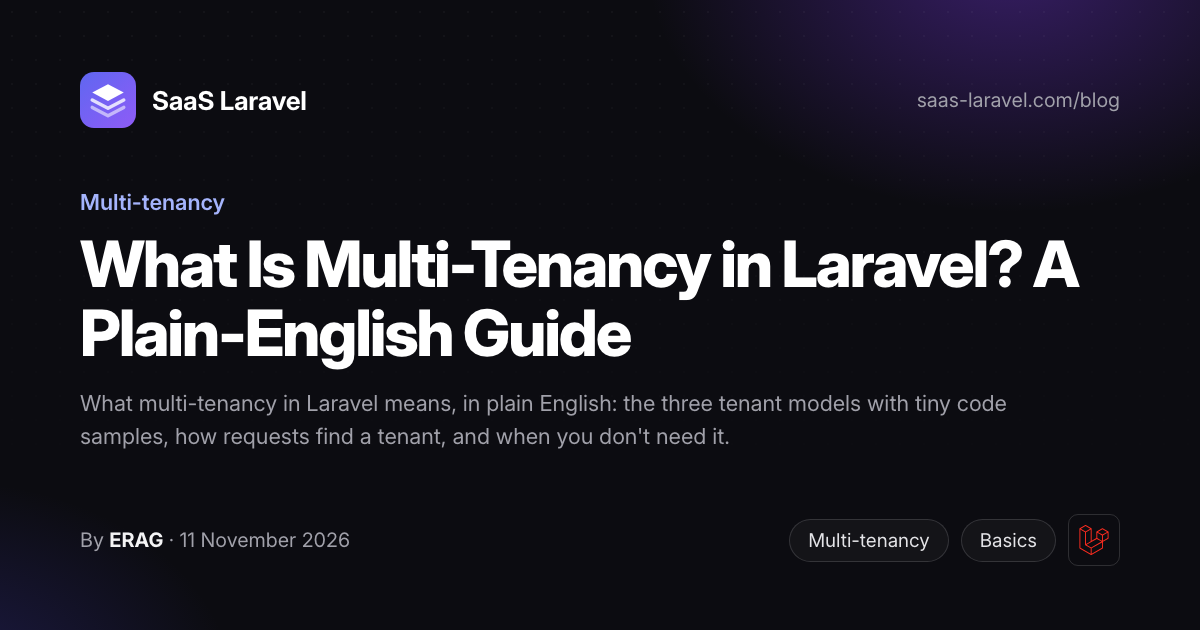 SaaS Laravel
saas-laravel.com/blog
Multi-tenancy
What Is Multi-Tenancy in Laravel? A
Plain-English Guide
What multi-tenancy in Laravel means, in plain English: the three tenant models with tiny code
samples, how requests find a tenant, and when you don't need it.
By ERAG · 11 November 2026
Multi-tenancy
Basics